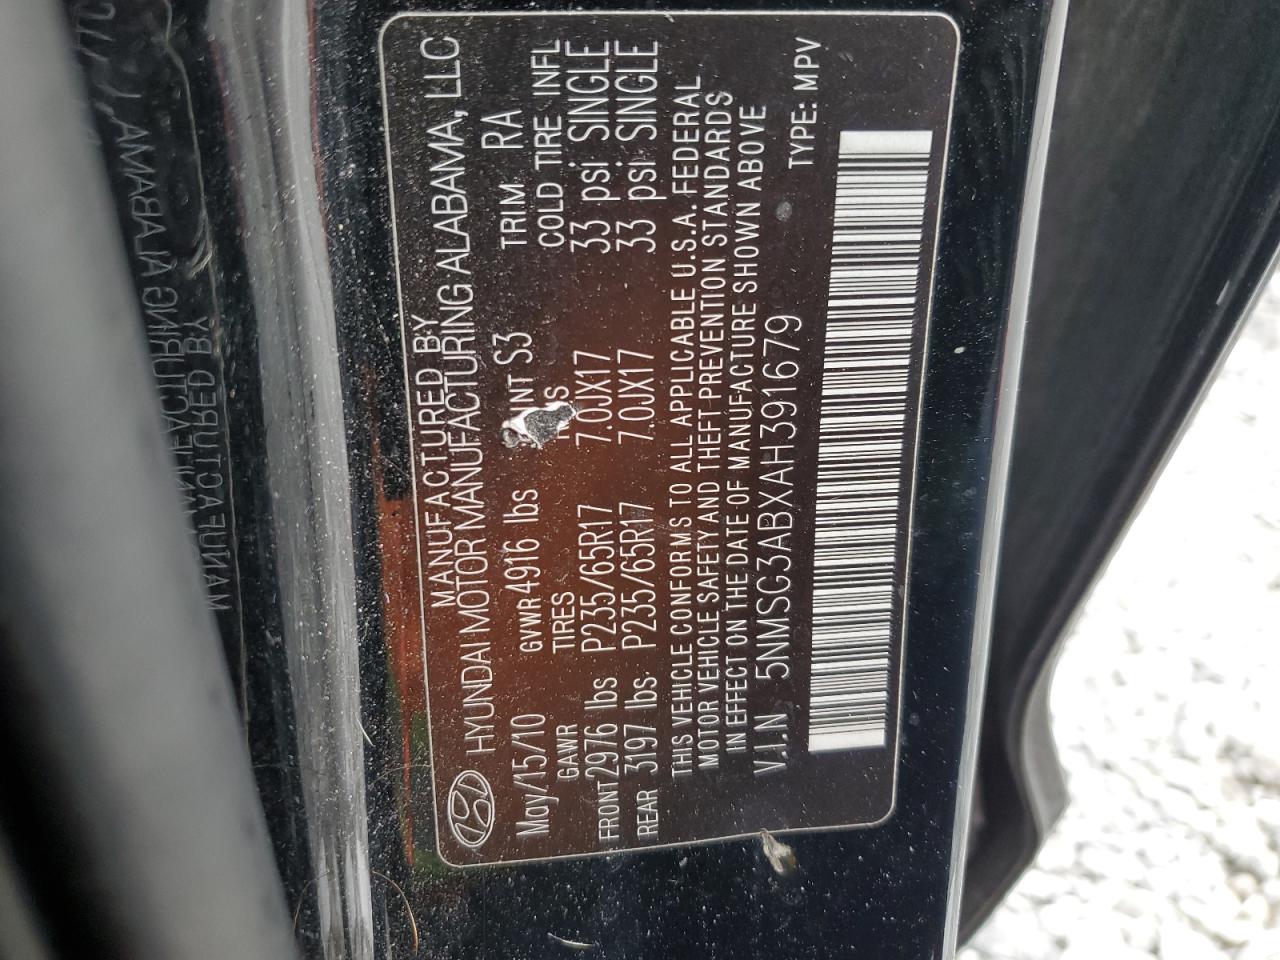 MANUFACTURED BY
HYUNDAI MOTOR MANUFACTURING ALABAMA, LLC
May/15/10 GVWR 4916 lbs S3 TRIM RA
GAWR TIRES COLD TIRE INFL
FRONT 2976 lbs P235/65R17 7.0JX17 33 psi SINGLE
REAR 3197 lbs P235/65R17 7.0JX17 33 psi SINGLE
THIS VEHICLE CONFORMS TO ALL APPLICABLE U.S.A. FEDERAL
MOTOR VEHICLE SAFETY AND THEFT PREVENTION STANDARDS
IN EFFECT ON THE DATE OF MANUFACTURE SHOWN ABOVE
V.I.N 5NMSG3ABXAH391679
TYPE: MPV